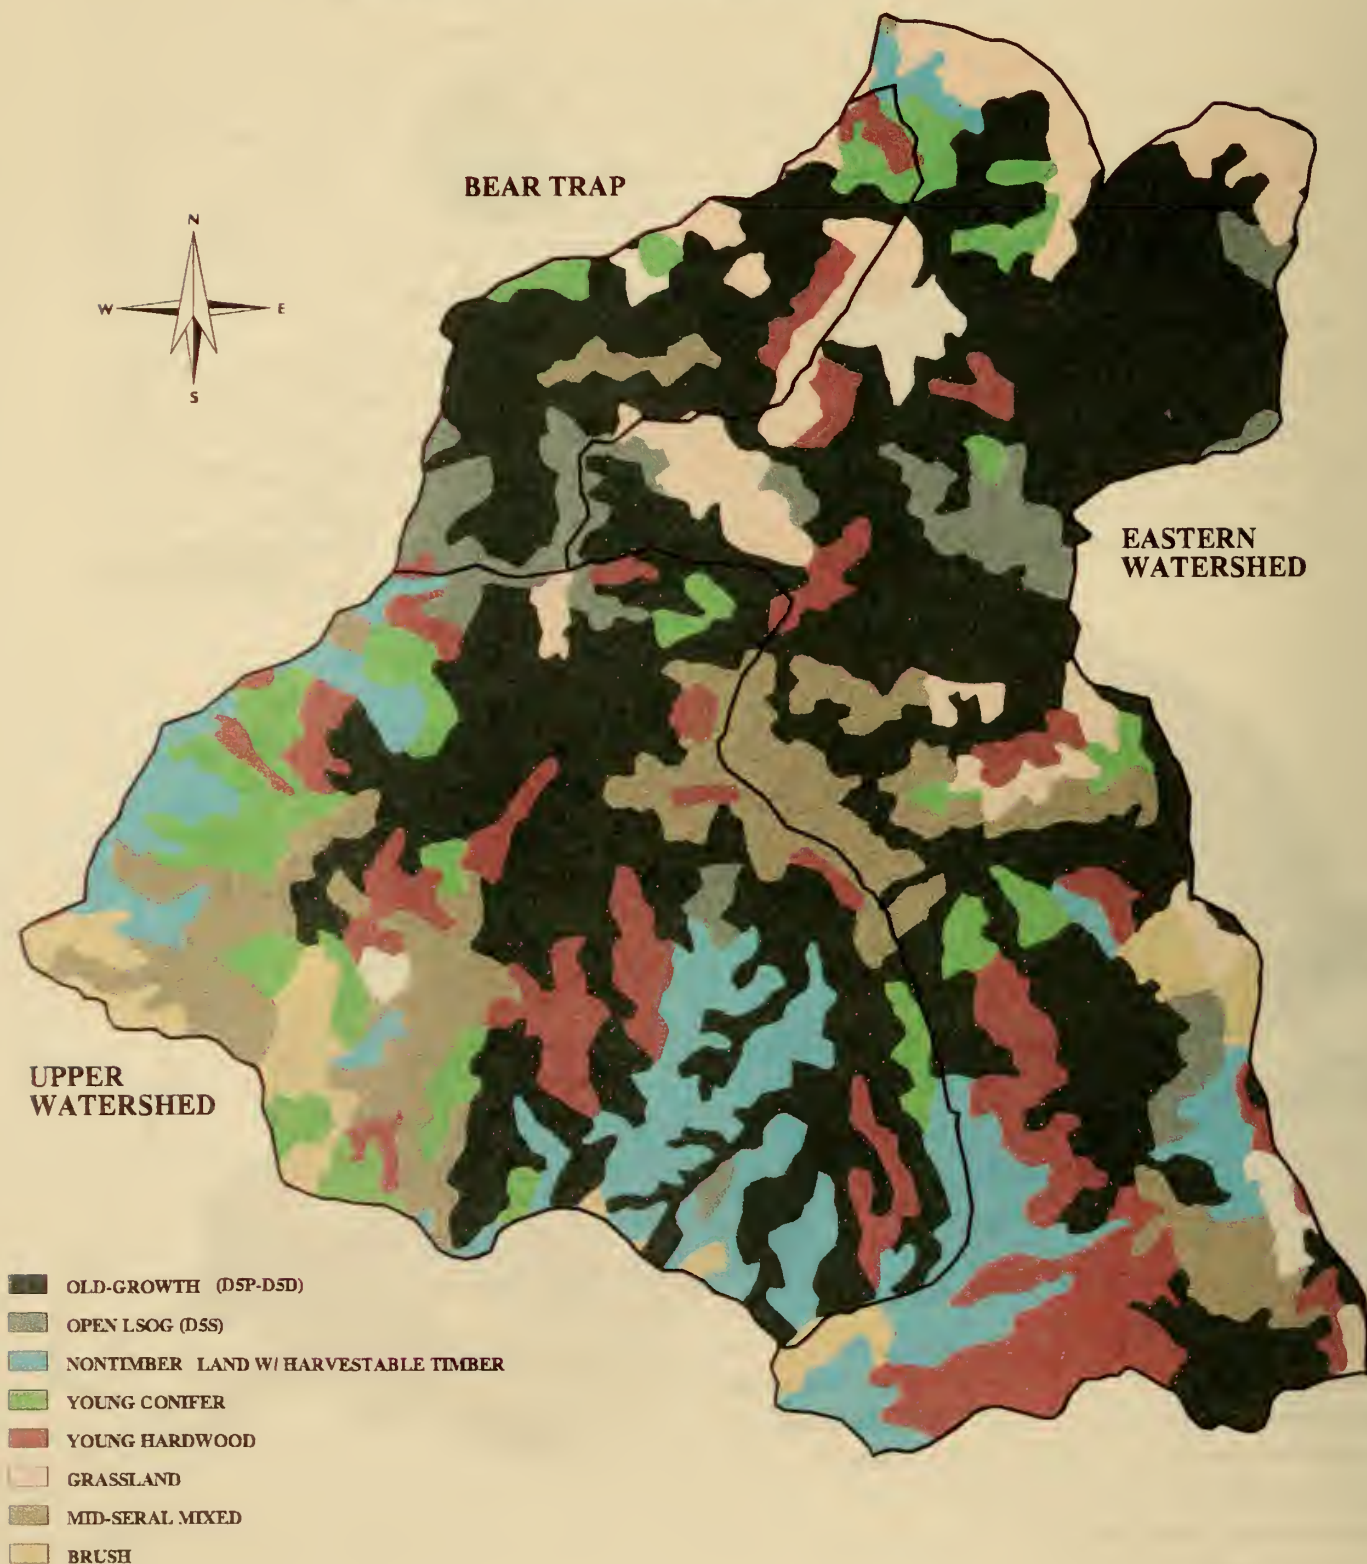 BEAR TRAP
N
W
E
S
EASTERN
WATERSHED
UPPER
WATERSHED
OLD-GROWTH (D5P-D5D)
OPEN LSOG (D5S)
NONTIMBER LAND W/ HARVESTABLE TIMBER
YOUNG CONIFER
YOUNG HARDWOOD
GRASSLAND
MID-SERAL MIXED
BRUSH